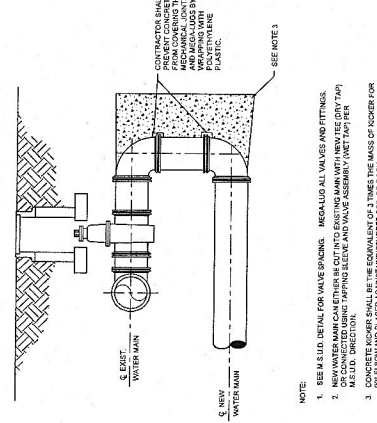 CONTRACTOR SHAL
PREVENT CONCRET
FROM COVERING TH
MECHANICAL JOINT
AND MEGA-LUGS BY
WRAPPING WITH
POLYETHYLENE
PLASTIC.
SEE NOTE 3
℄ EXIST.
WATER MAIN
℄ NEW
WATER MAIN
NOTE:
1. SEE M.S.U.D. DETAIL FOR VALVE SPACING. MEGA-LUG ALL VALVES AND FITTINGS.
2. NEW WATER MAIN CAN EITHER BE CUT INTO EXISTING MAIN WITH NEW TEE (DRY TAP)
OR CONNECTED USING TAPPING SLEEVE AND VALVE ASSEMBLY (WET TAP) PER
M.S.U.D. DIRECTION.
3. CONCRETE KICKER SHALL BE THE EQUIVALENT OF 3 TIMES THE MASS OF KICKER FOR